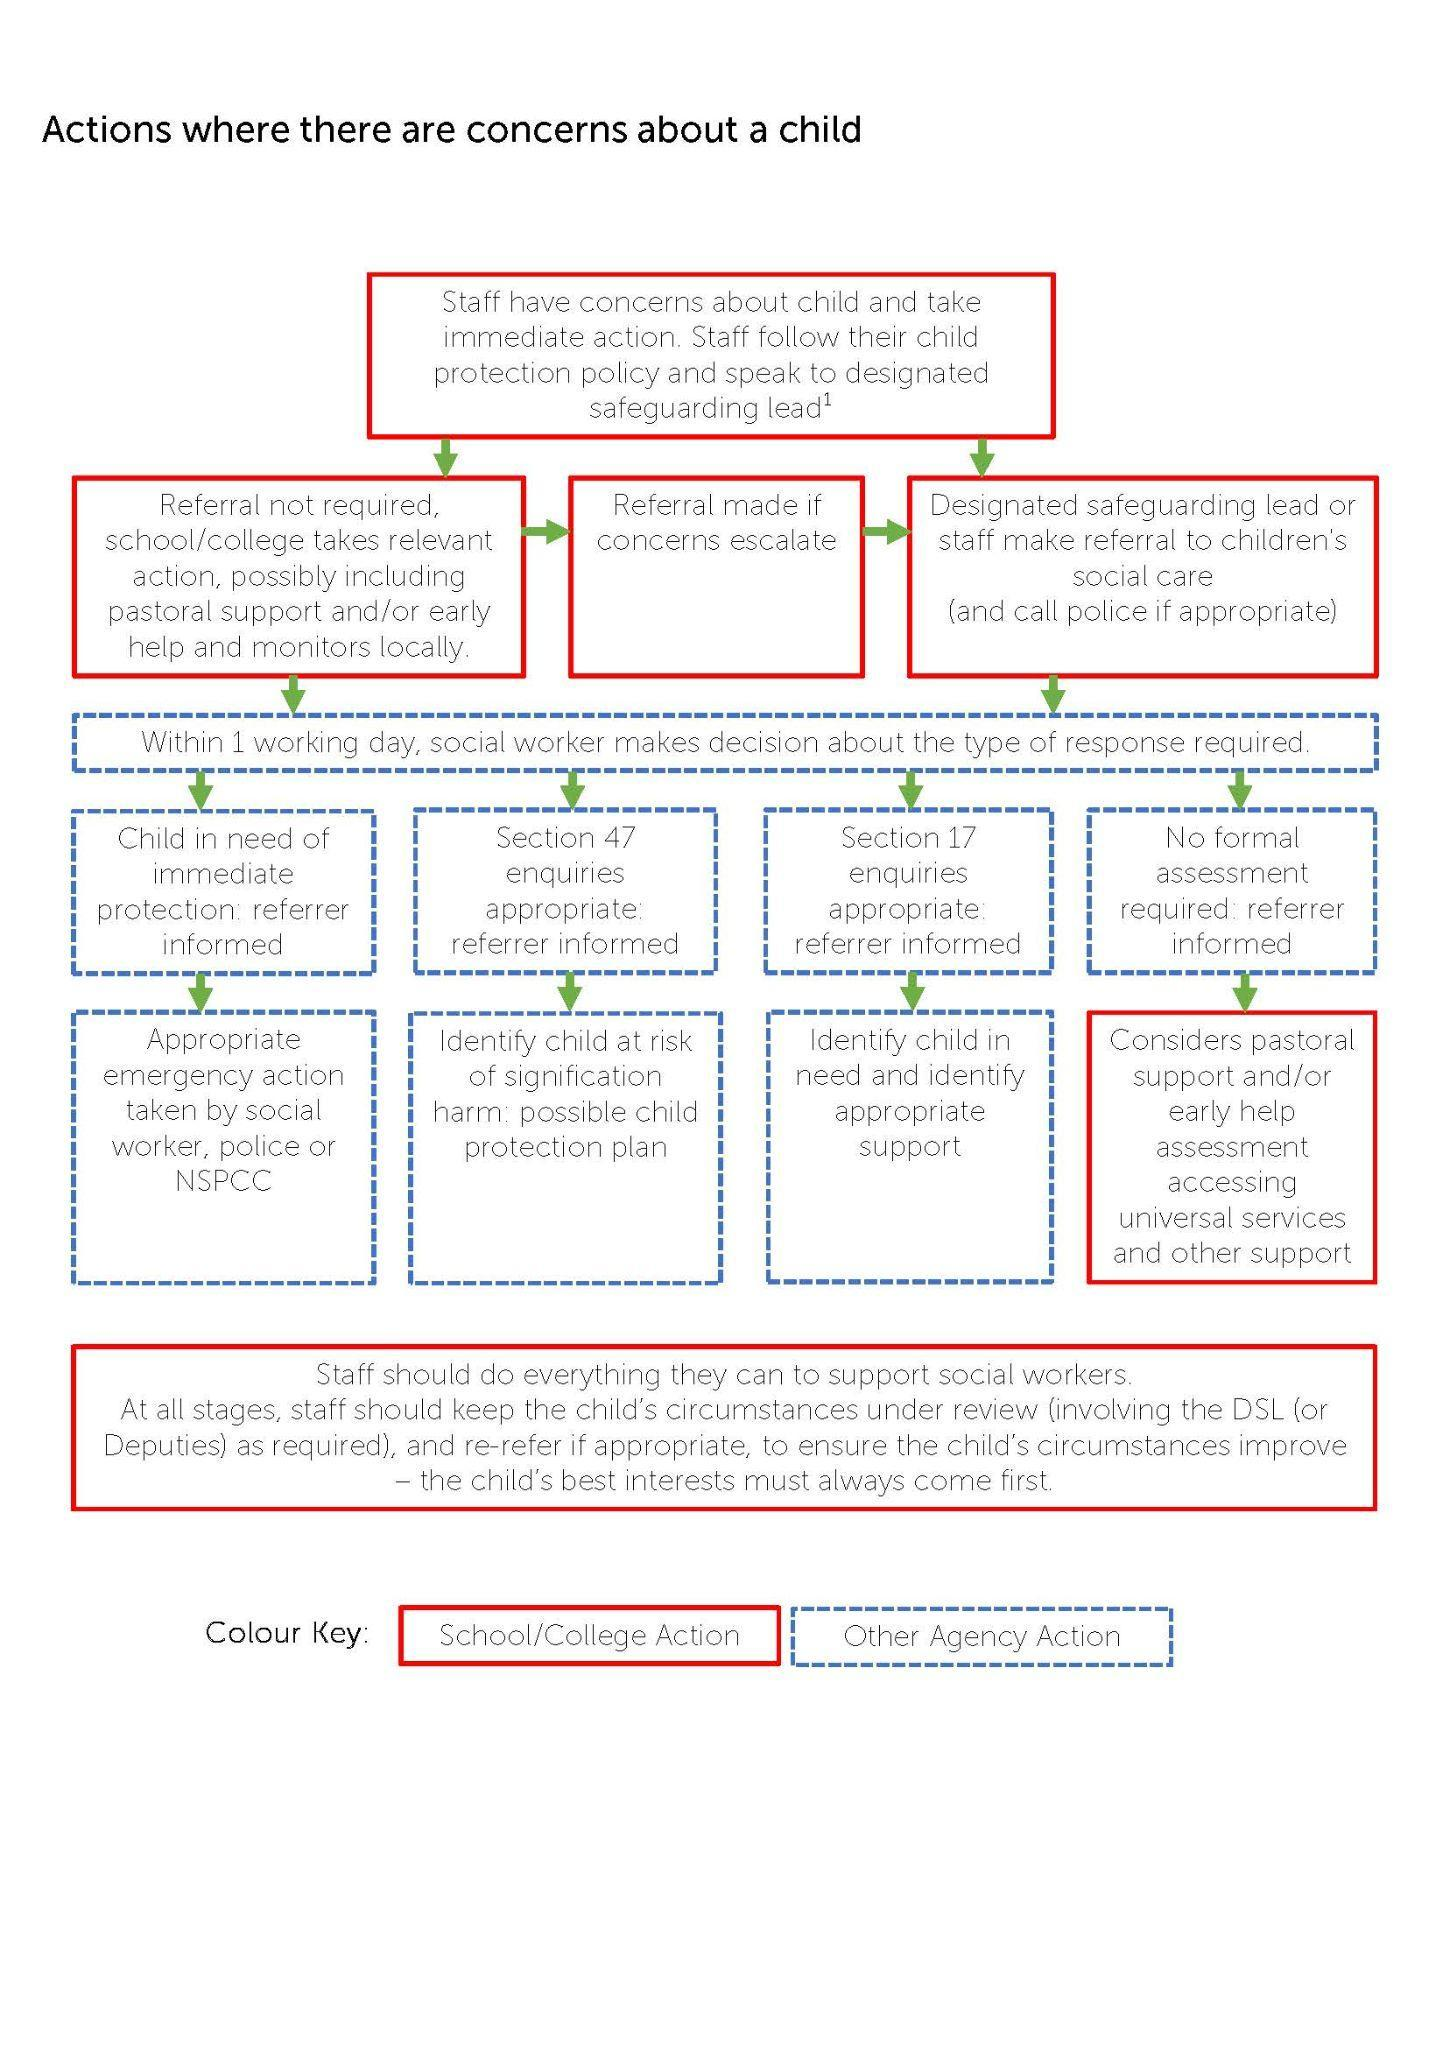 Actions where there are concerns about a child
Staff have concerns about child and take
immediate action. Staff follow their child
protection policy and speak to designated
safeguarding lead1
Referral not required,
school/college takes relevant
action, possibly including
pastoral support and/or early
help and monitors locally.
Referral made if
concerns escalate
Designated safeguarding lead or
staff make referral to children's
social care
(and call police if appropriate)
Within 1 working day, social worker makes decision about the type of response required.
Child in need of
immediate
protection: referrer
informed
Section 47
enquiries
appropriate:
referrer informed
Section 17
enquiries
appropriate:
referrer informed
No formal
assessment
required: referrer
informed
Appropriate
emergency action
taken by social
worker, police or
NSPCC
Identify child at risk
of signification
harm: possible child
protection plan
Identify child in
need and identify
appropriate
support
Considers pastoral
support and/or
early help
assessment
accessing
universal services
and other support
Staff should do everything they can to support social workers.
At all stages, staff should keep the child’s circumstances under review (involving the DSL (or
Deputies) as required), and re-refer if appropriate, to ensure the child’s circumstances improve
– the child’s best interests must always come first.
Colour Key:
School/College Action
Other Agency Action